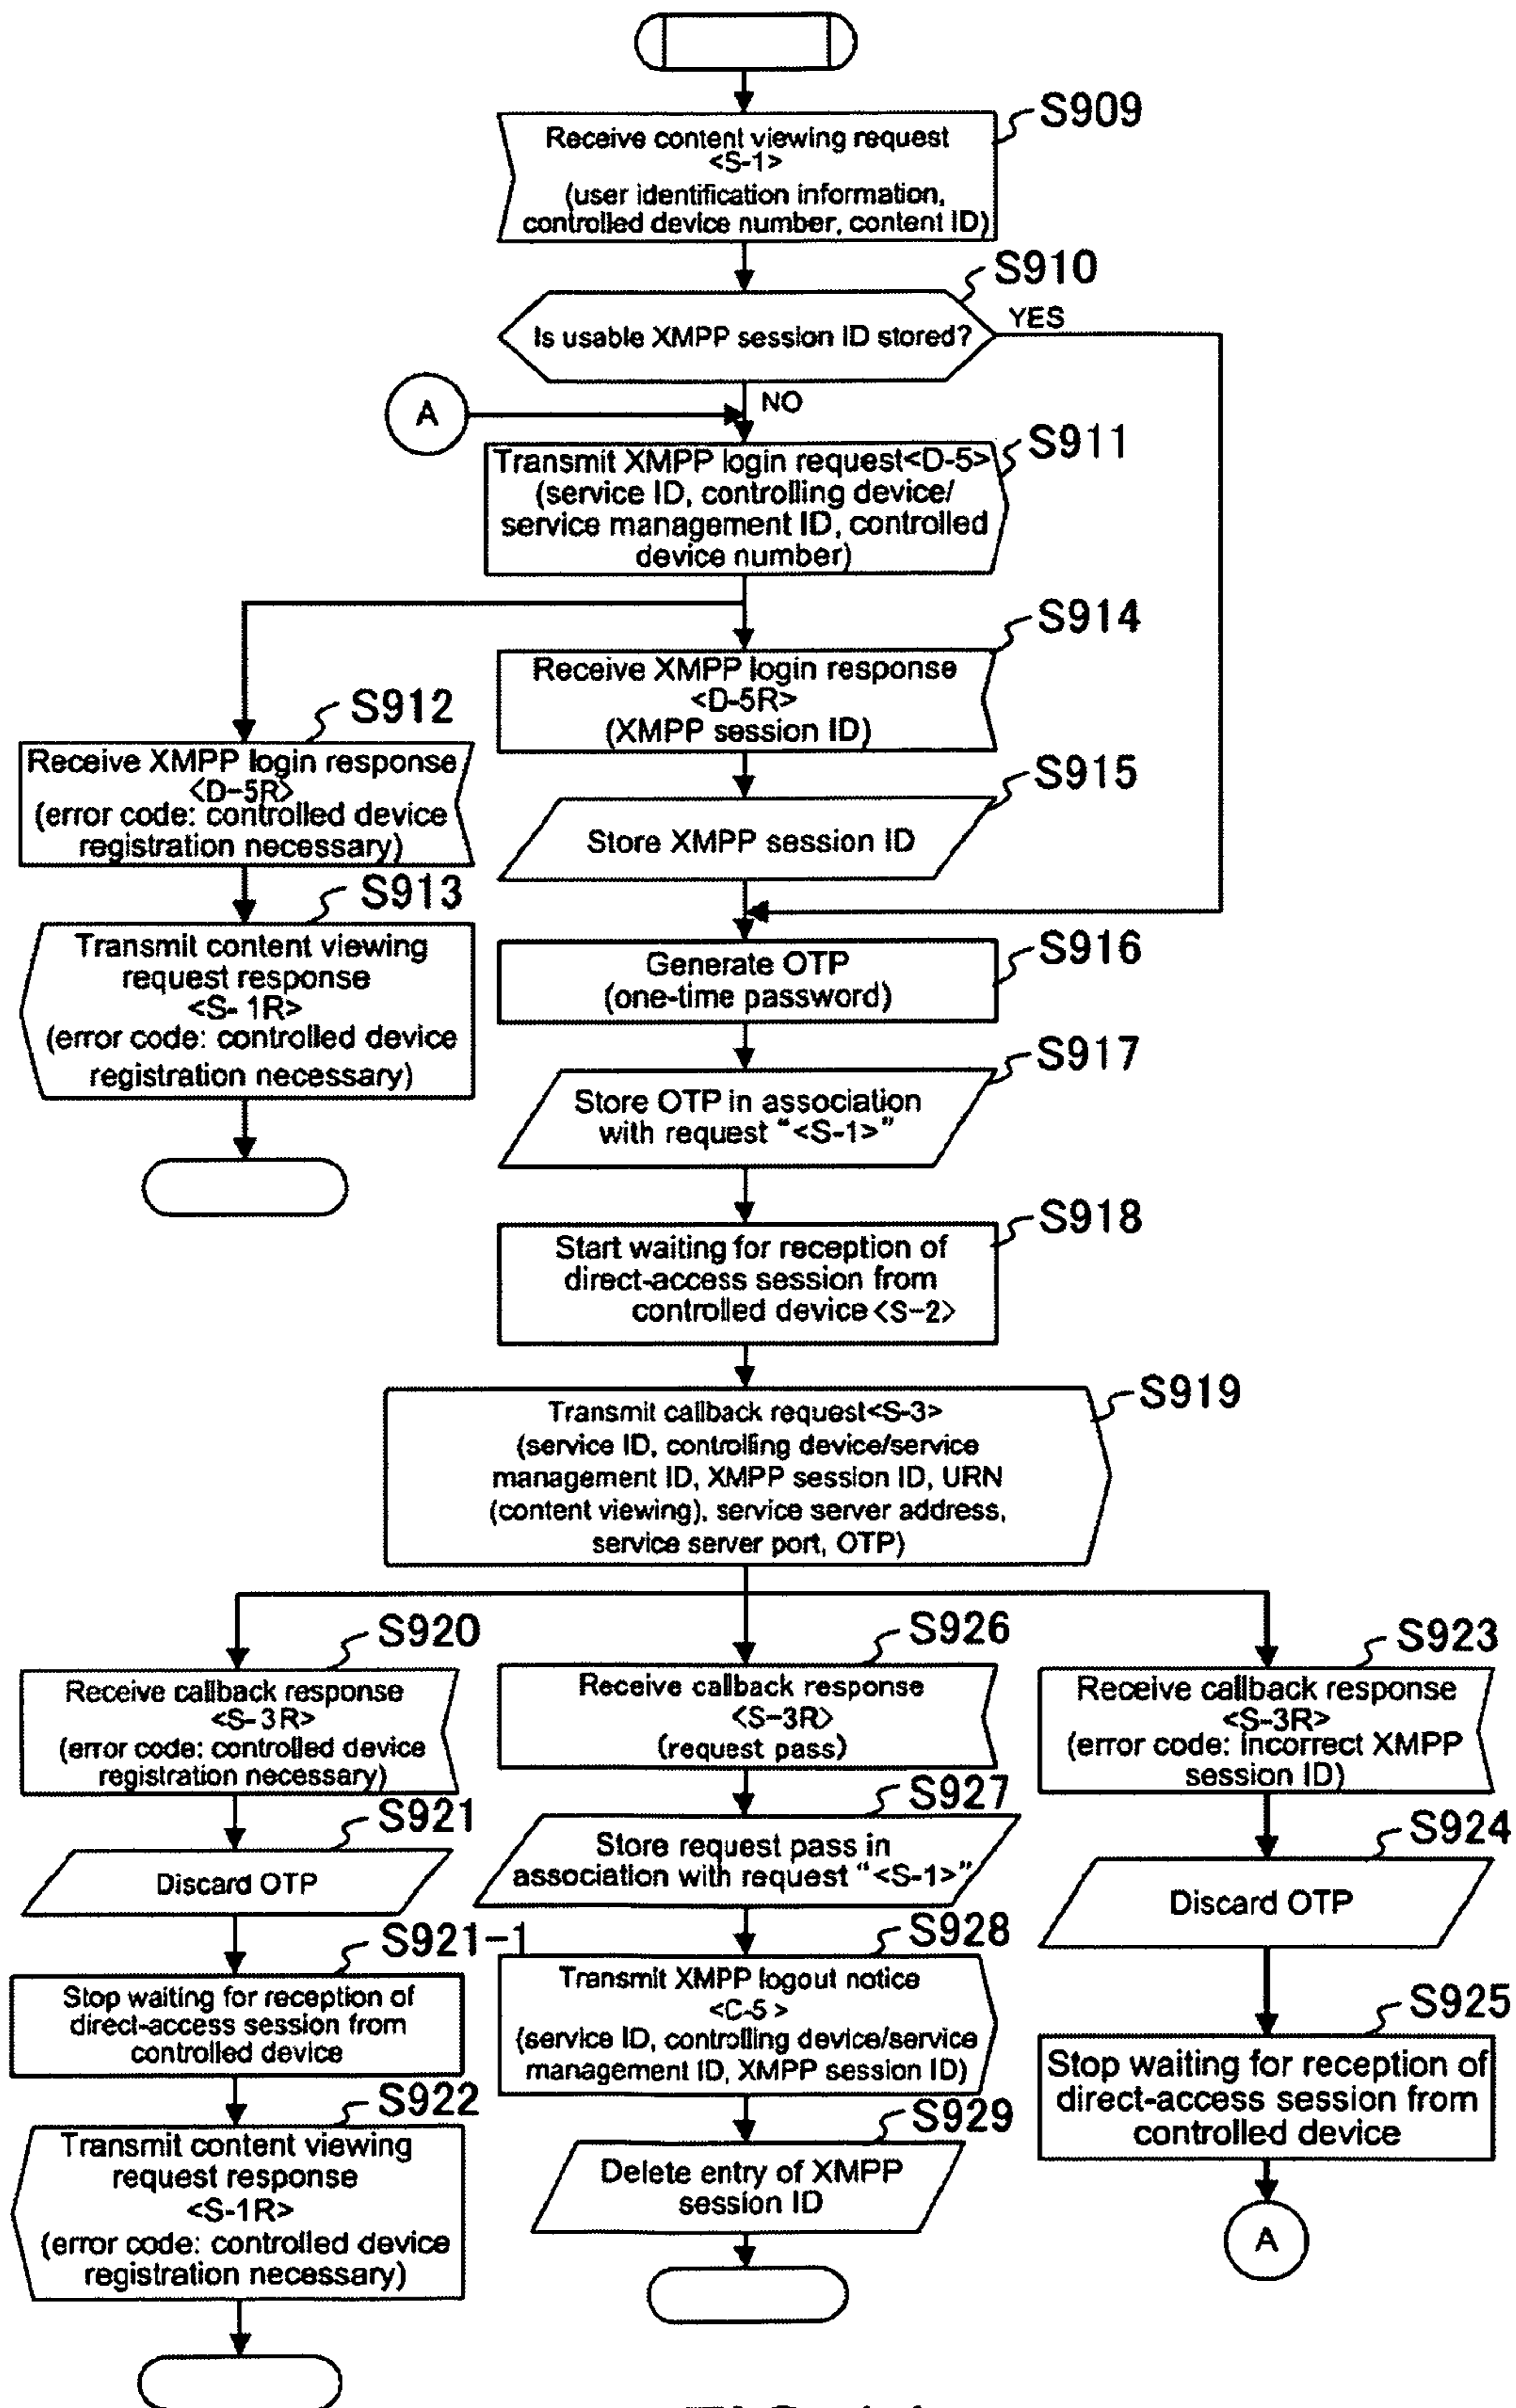 S909
Receive content viewing request
<S-1>
(user identification information,
controlled device number, content ID)
S910
Is usable XMPP session ID stored?
YES
NO
A
S911
Transmit XMPP login request<D-5>
(service ID, controlling device/
service management ID, controlled
device number)
S914
Receive XMPP login response
<D-5R>
(XMPP session ID)
S912
Receive XMPP login response
<D-5R>
(error code: controlled device
registration necessary)
S915
Store XMPP session ID
S913
Transmit content viewing
request response
<S-1R>
(error code: controlled device
registration necessary)
S916
Generate OTP
(one-time password)
S917
Store OTP in association
with request "<S-1>"
S918
Start waiting for reception of
direct-access session from
controlled device<S-2>
S919
Transmit callback request<S-3>
(service ID, controlling device/service
management ID, XMPP session ID, URN
(content viewing), service server address,
service server port, OTP)
S920
Receive callback response
<S-3R>
(error code: controlled device
registration necessary)
S921
Discard OTP
S921-1
Stop waiting for reception of
direct-access session from
controlled device
S922
Transmit content viewing
request response
<S-1R>
(error code: controlled device
registration necessary)
S926
Receive callback response
<S-3R>
(request pass)
S927
Store request pass in
association with request "<S-1>"
S928
Transmit XMPP logout notice
<C-5>
(service ID, controlling device/service
management ID, XMPP session ID)
S929
Delete entry of XMPP
session ID
S923
Receive callback response
<S-3R>
(error code: incorrect XMPP
session ID)
S924
Discard OTP
S925
Stop waiting for reception of
direct-access session from
controlled device
A